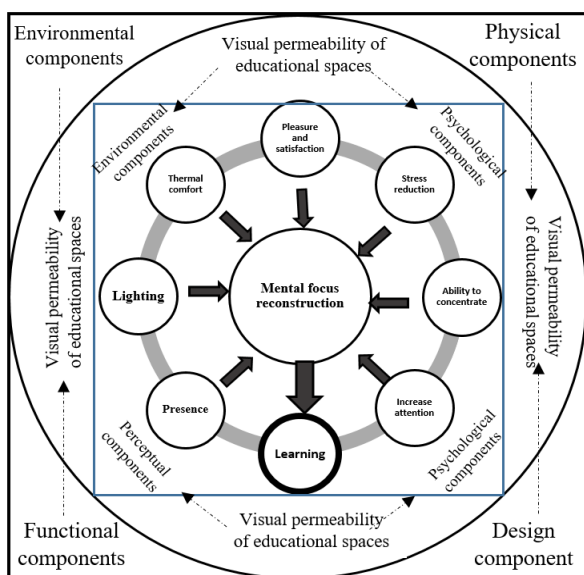 Environmental
components
Visual permeability of
educational spaces
Physical
components
Environmental
components
Psychological
components
Pleasure and
satisfaction
Thermal
comfort
Stress
reduction
Visual permeability
of educational spaces
Lighting
Mental focus
reconstruction
Ability to
concentrate
Visual permeability
of educational spaces
Presence
Increase
attention
Learning
Perceptual
components
Psychological
components
Functional
components
Visual permeability
of educational spaces
Design
component